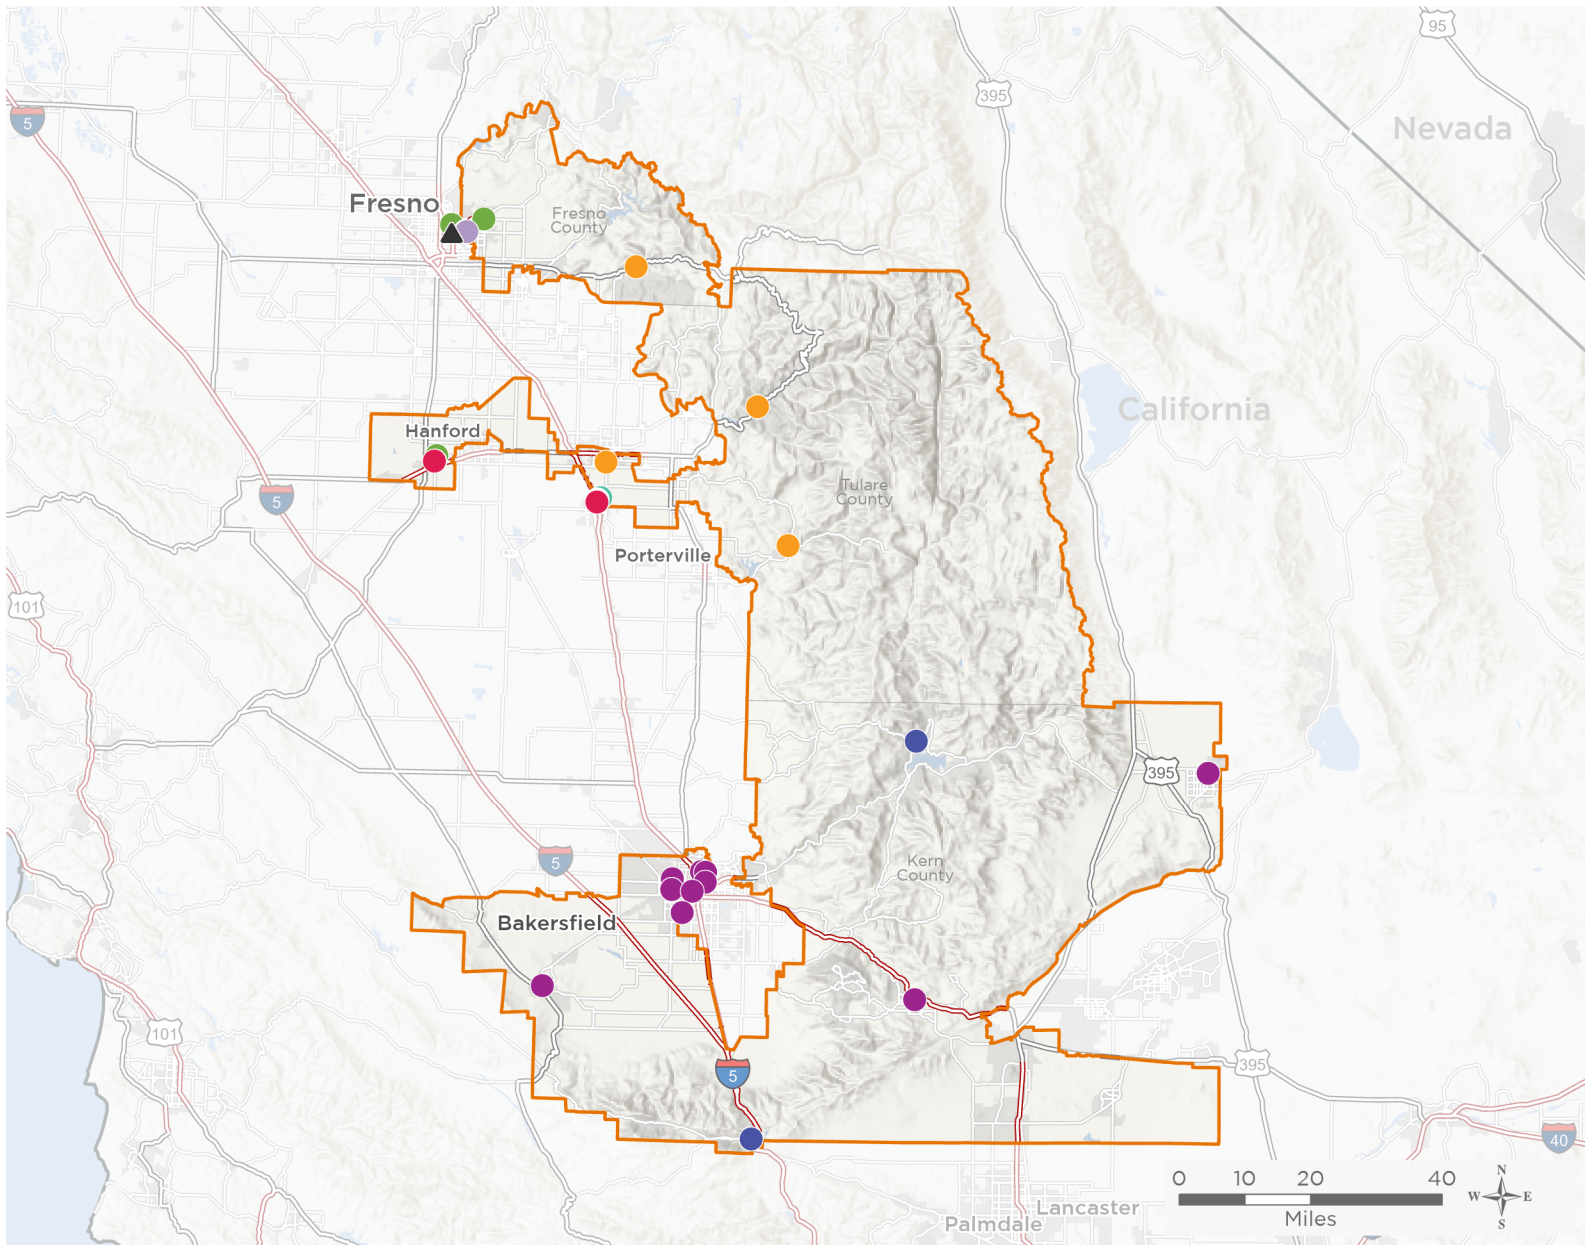 95
395
5
Nevada
Fresno
Fresno
County
California
Hanford
Tulare
County
5
Porterville
101
395
5
Kern
County
Bakersfield
101
395
5
40
0 10 20 40
Miles
N
W E
S
Lancaster
Palmdale